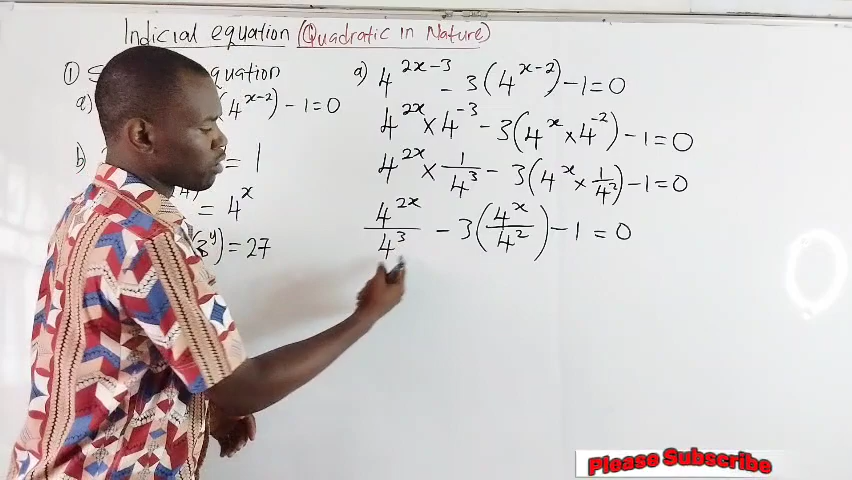 Indicial equation (Quadratic in Nature)
① equation
a) (4^{x-2}) - 1 = 0
b) = 1
= 4^x
(3^y) = 27
a) 4^{2x-3} - 3(4^{x-2}) - 1 = 0
4^{2x} × 4^{-3} - 3(4^x × 4^{-2}) - 1 = 0
4^{2x} × 1/4^3 - 3(4^x × 1/4^2) - 1 = 0
4^{2x}/4^3 - 3(4^x/4^2) - 1 = 0
Please Subscribe